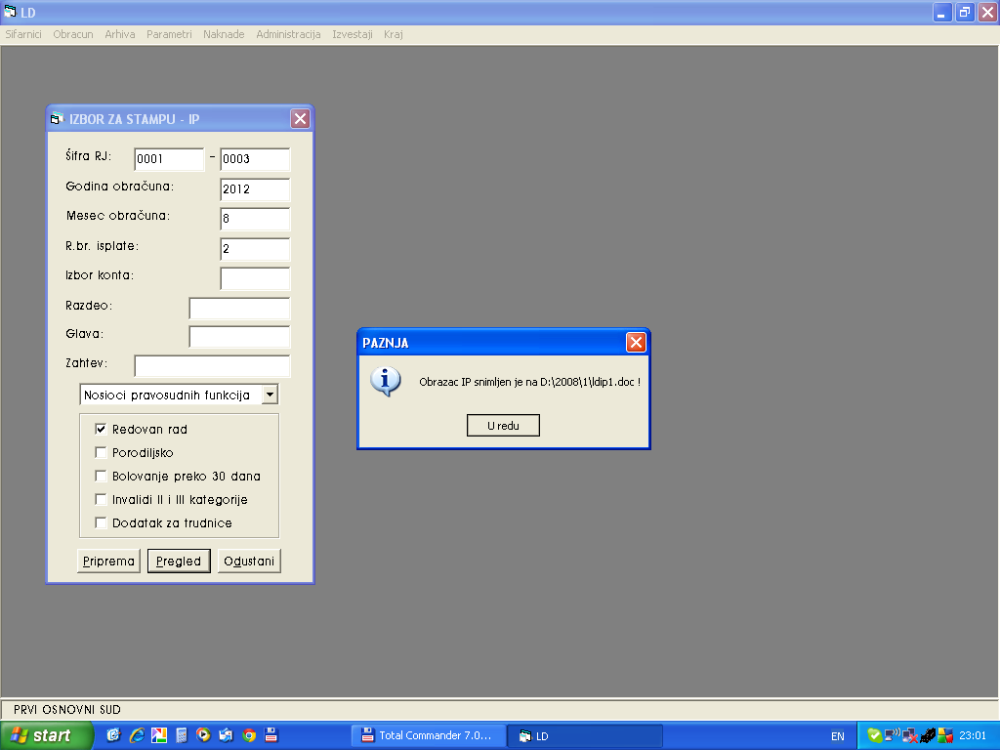 LD
Sifarnici Obracun Arhiva Parametri Naknade Administracija Izvestaji Kraj
IZBOR ZA STAMPU - IP
Šifra RJ: 0001 - 0003
Godina obračuna: 2012
Mesec obračuna: 8
R.br. isplate: 2
Izbor konta:
Razdeo:
Glava:
Zahtev:
Nosioci pravosudnih funkcija
Redovan rad
Porodiljsko
Bolovanje preko 30 dana
Invalidi II i III kategorije
Dodatak za trudnice
Priprema Pregled Odustani
PAZNJA
Obrazac IP snimljen je na D:\2008\1\ldip1.doc !
U redu
PRVI OSNOVNI SUD
start Total Commander 7.0... LD EN 23:01